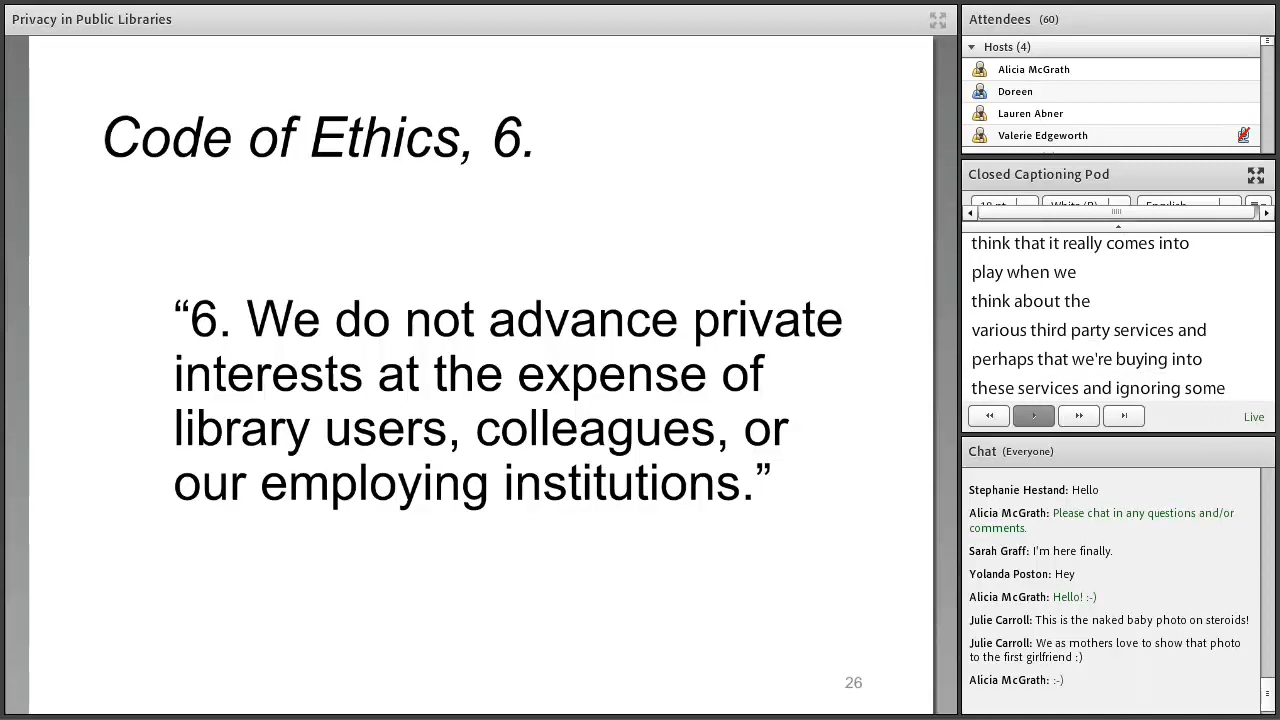 Privacy in Public Libraries
Code of Ethics, 6.
“6. We do not advance private
interests at the expense of
library users, colleagues, or
our employing institutions.”
26
Attendees (60)
Hosts (4)
Alicia McGrath
Doreen
Lauren Abner
Valerie Edgeworth
Closed Captioning Pod
think that it really comes into
play when we
think about the
various third party services and
perhaps that we're buying into
these services and ignoring some
Live
Chat (Everyone)
Stephanie Hestand: Hello
Alicia McGrath: Please chat in any questions and/or
comments.
Sarah Graff: I'm here finally.
Yolanda Poston: Hey
Alicia McGrath: Hello! :-)
Julie Carroll: This is the naked baby photo on steroids!
Julie Carroll: We as mothers love to show that photo
to the first girlfriend :)
Alicia McGrath: :-)